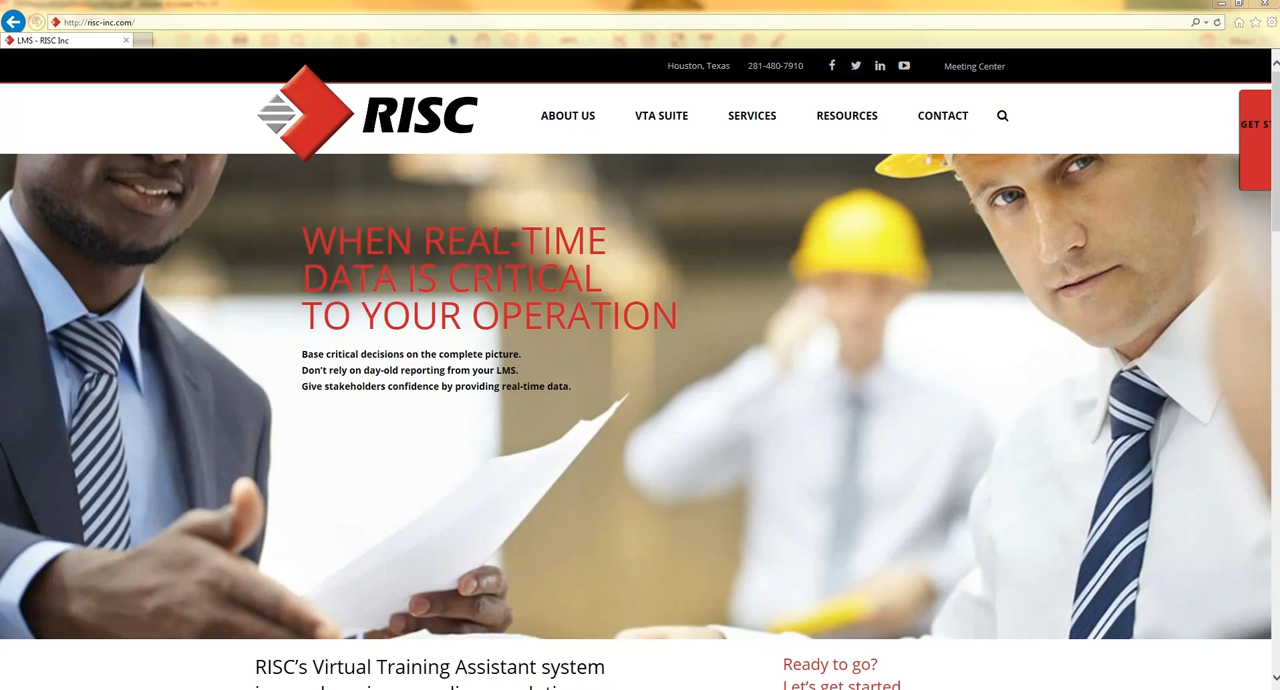 http://risc-inc.com/
LMS - RISC Inc
Houston, Texas 281-480-7910 Meeting Center
RISC
ABOUT US VTA SUITE SERVICES RESOURCES CONTACT
GET ST
WHEN REAL-TIME
DATA IS CRITICAL
TO YOUR OPERATION
Base critical decisions on the complete picture.
Don't rely on day-old reporting from your LMS.
Give stakeholders confidence by providing real-time data.
RISC's Virtual Training Assistant system
Ready to go?
Let's get started